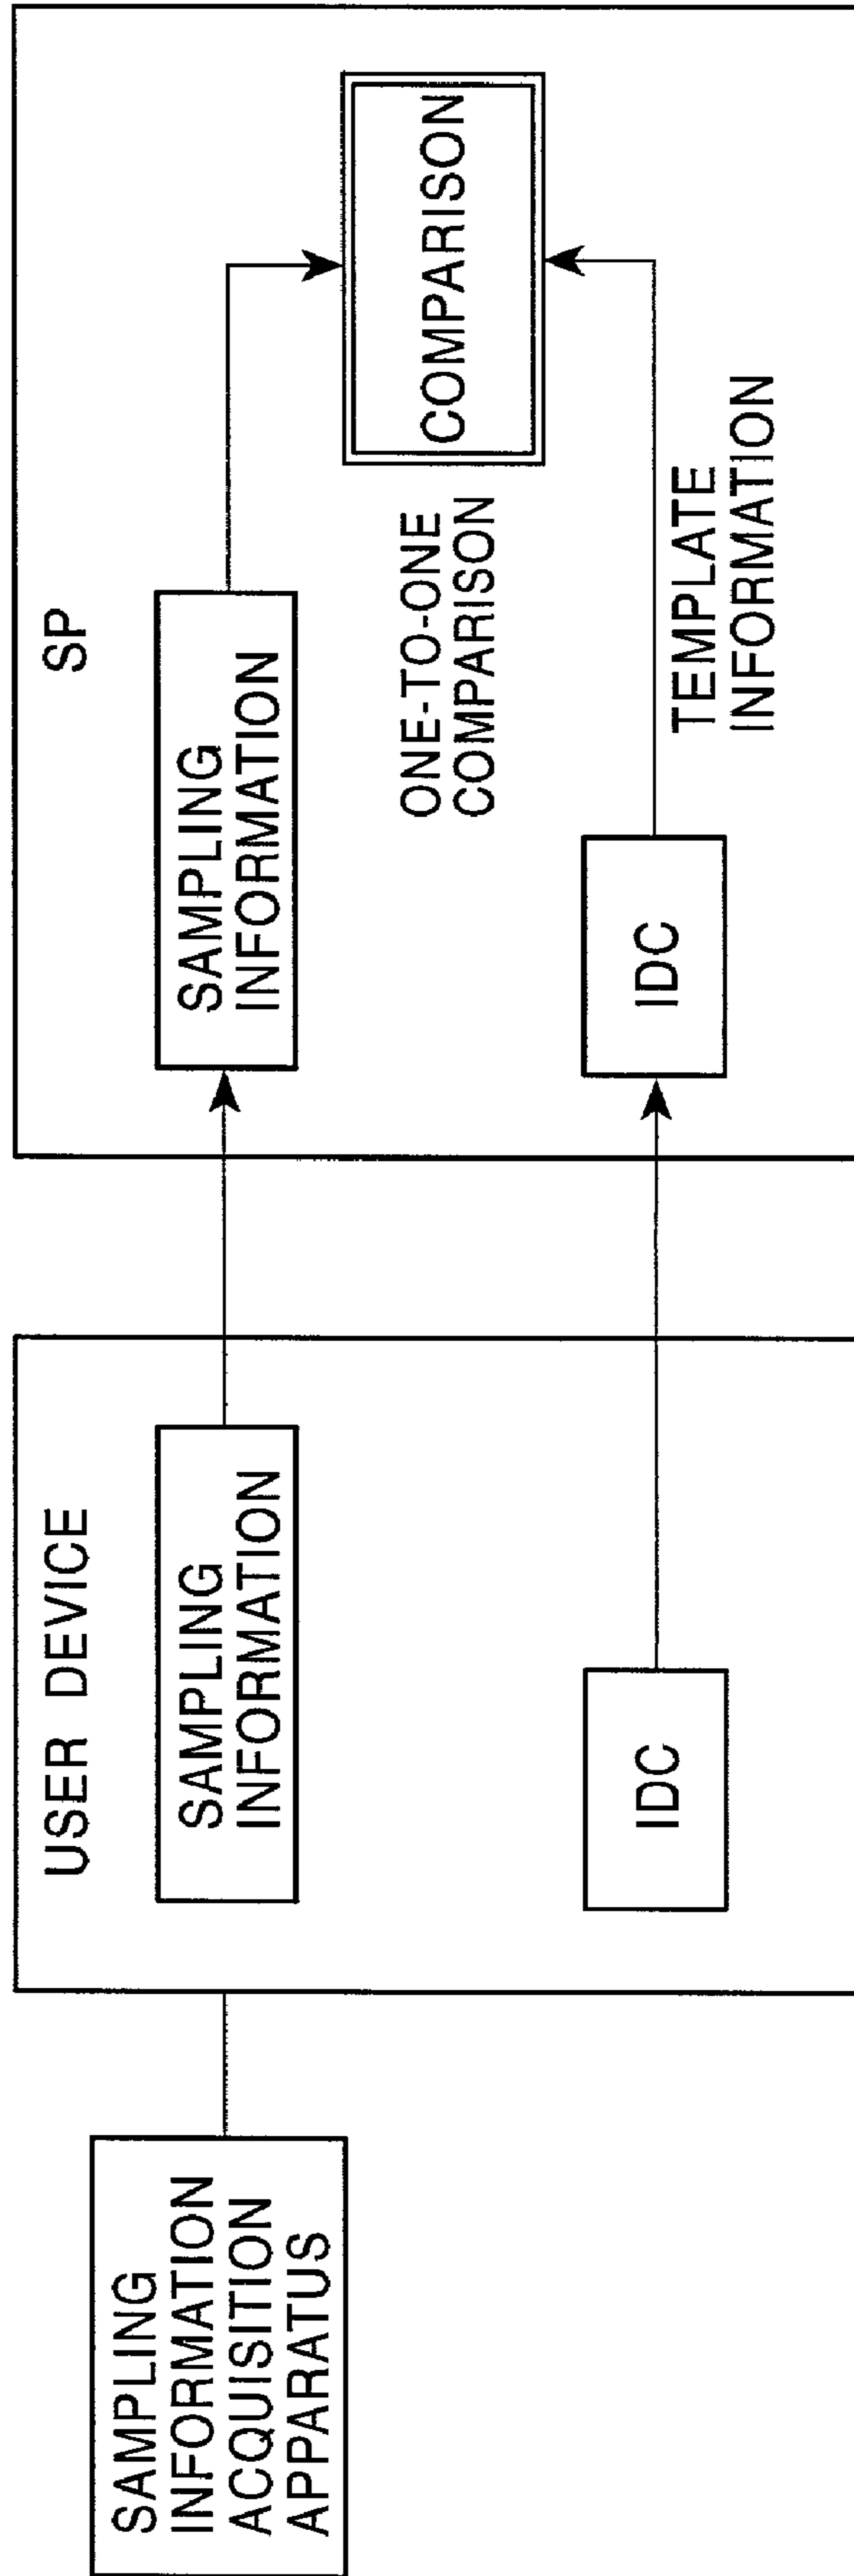 SAMPLING
INFORMATION
ACQUISITION
APPARATUS
USER DEVICE
SAMPLING
INFORMATION
IDC
SP
SAMPLING
INFORMATION
ONE-TO-ONE
COMPARISON
COMPARISON
IDC
TEMPLATE
INFORMATION